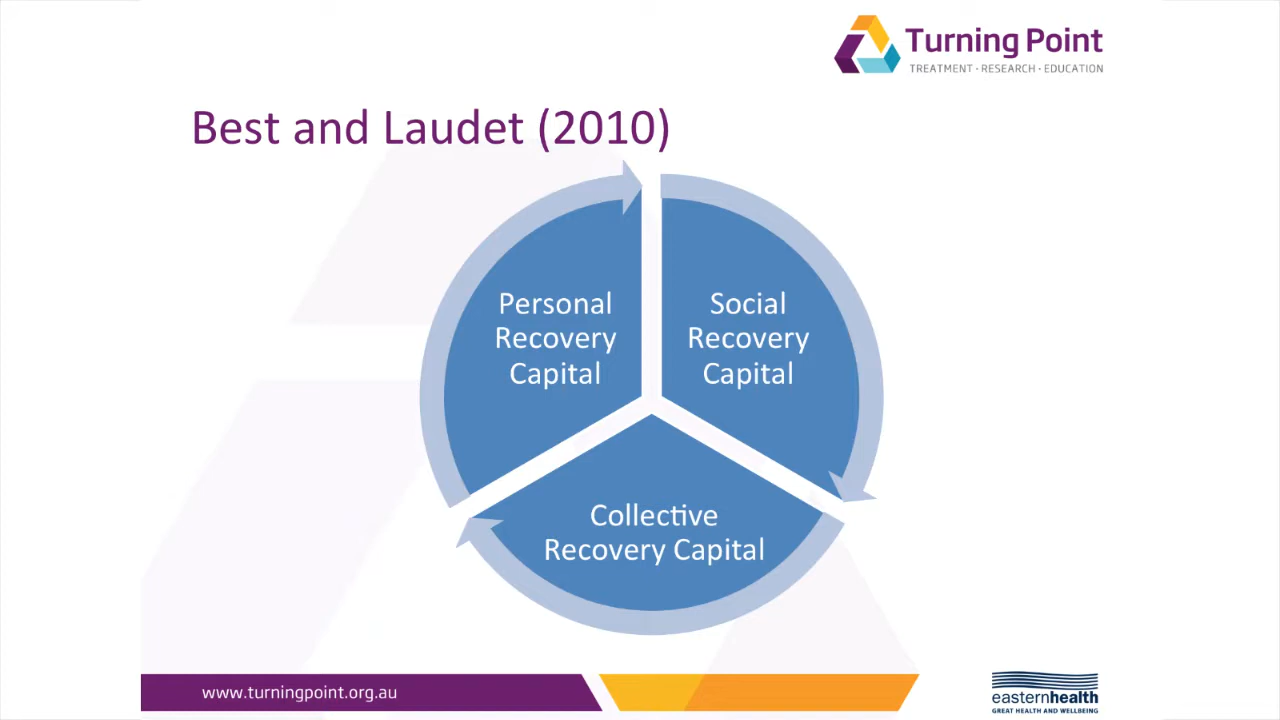 Turning Point
TREATMENT · RESEARCH · EDUCATION
Best and Laudet (2010)
Personal
Recovery
Capital
Social
Recovery
Capital
Collective
Recovery Capital
www.turningpoint.org.au
easternhealth
GREAT HEALTH AND WELLBEING